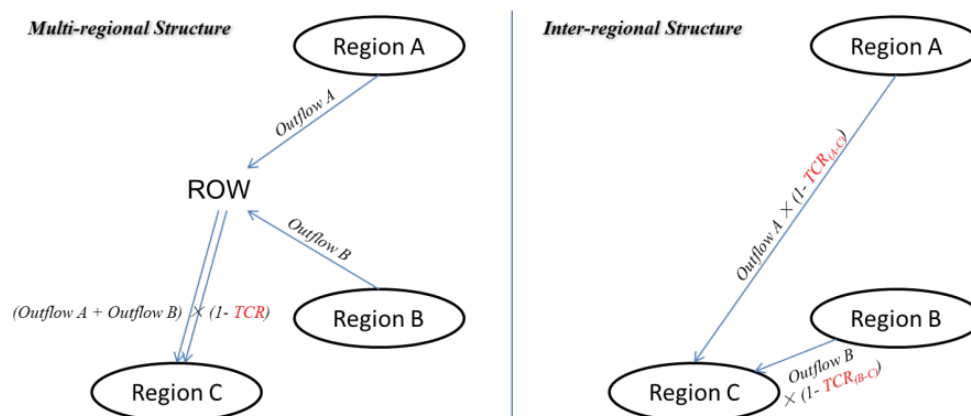 Multi-regional Structure
Region A
Outflow A
ROW
Outflow B
(Outflow A + Outflow B) × (1- TCR)
Region B
Region C
Inter-regional Structure
Region A
Outflow A × (1- TCR(A-C))
Region B
Outflow B
× (1- TCR(B-C))
Region C